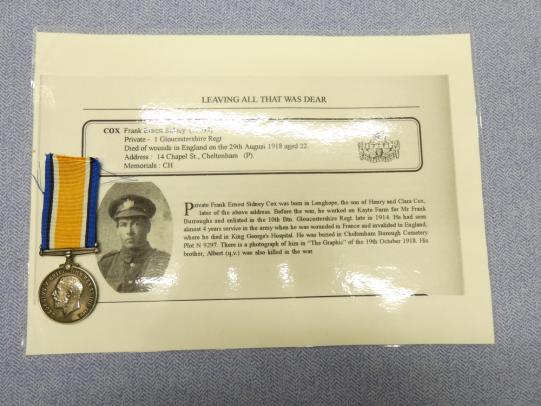 LEAVING ALL THAT WAS DEAR
COX Frank Ernest Sidney
Private - 1 Gloucestershire Regt
Died of wounds in England on the 29th August 1918 aged 22.
Address : 14 Chapel St., Cheltenham (P).
Memorials : CH
Private Frank Ernest Sidney Cox was born in Longhope, the son of Henry and Clara Cox,
later of the above address. Before the war, he worked on Kayte Farm for Mr Frank
Burroughs and enlisted in the 10th Bttn. Gloucestershire Regt. late in 1914. He had seen
almost 4 years service in the army when he was wounded in France and invalided to England,
where he died in King George's Hospital. He was buried in Cheltenham Borough Cemetery
Plot N 9297. There is a photograph of him in "The Graphic" of the 19th October 1918. His
brother, Albert (q.v.) was also killed in the war.